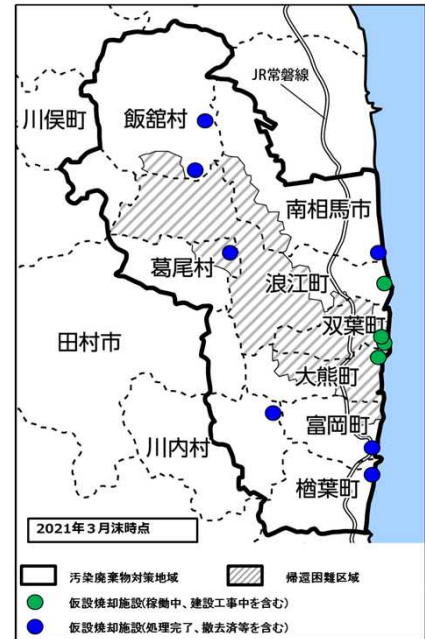 JR常磐線
川俣町
飯舘村
南相馬市
葛尾村
浪江町
双葉町
田村市
大熊町
富岡町
川内村
楢葉町
2021年3月末時点
汚染廃棄物対策地域
帰還困難区域
仮設焼却施設(稼働中、建設工事中を含む)
仮設焼却施設(処理完了、撤去済等を含む)